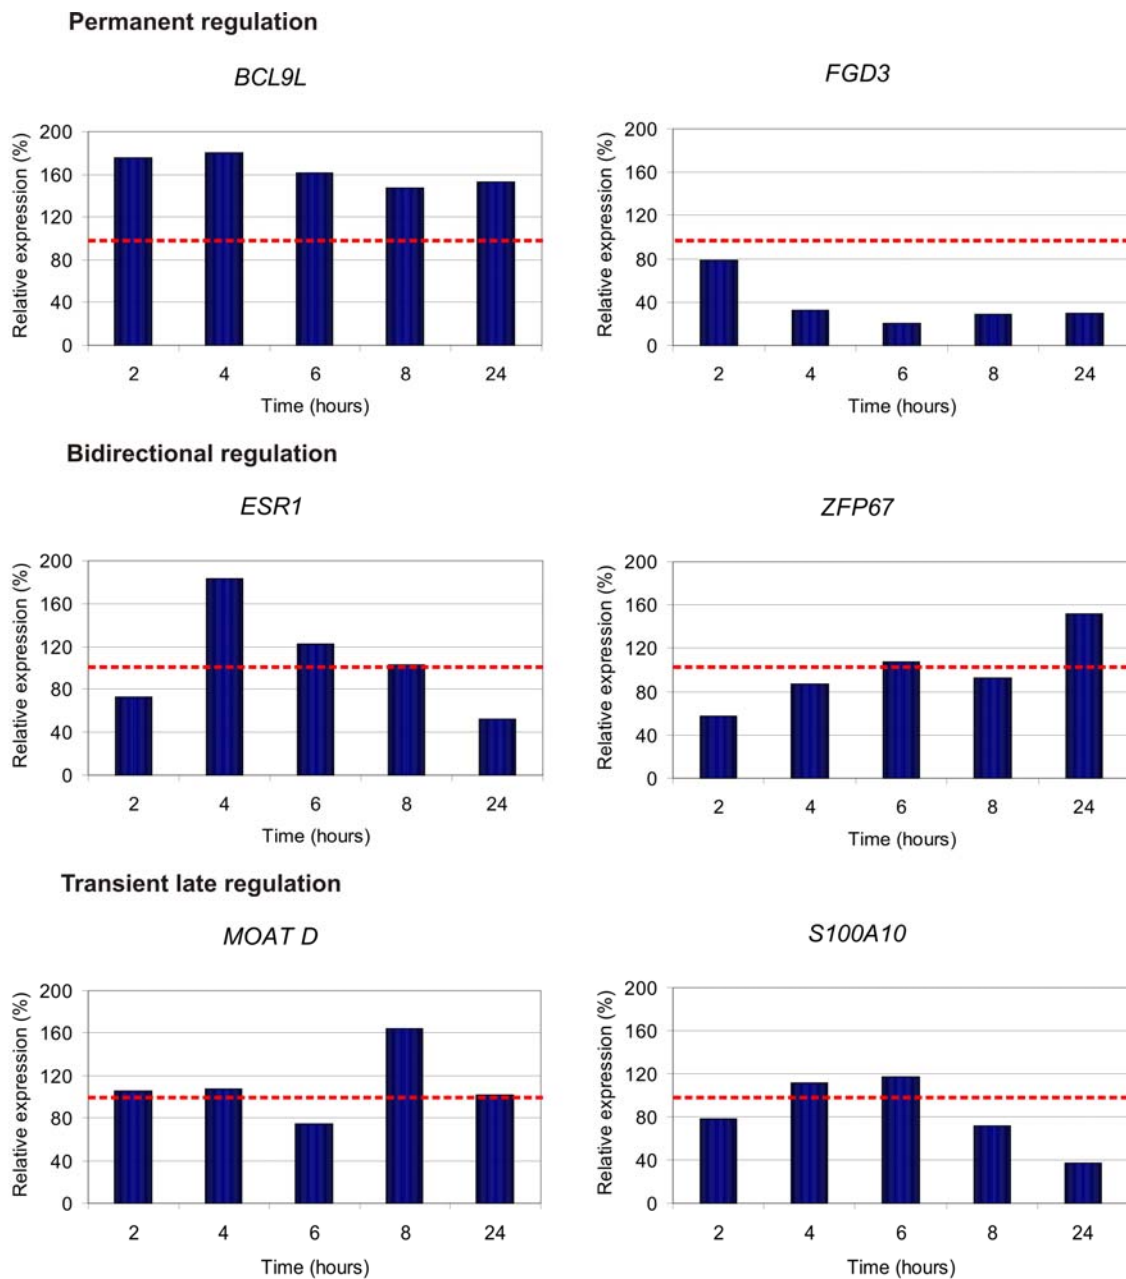 Permanent regulation
BCL9L
Relative expression (%)
200
160
120
80
40
0
2 4 6 8 24
Time (hours)
FGD3
Relative expression (%)
200
160
120
80
40
0
2 4 6 8 24
Time (hours)
Bidirectional regulation
ESR1
Relative expression (%)
200
160
120
80
40
0
2 4 6 8 24
Time (hours)
ZFP67
Relative expression (%)
200
160
120
80
40
0
2 4 6 8 24
Time (hours)
Transient late regulation
MOAT D
Relative expression (%)
200
160
120
80
40
0
2 4 6 8 24
Time (hours)
S100A10
Relative expression (%)
200
160
120
80
40
0
2 4 6 8 24
Time (hours)